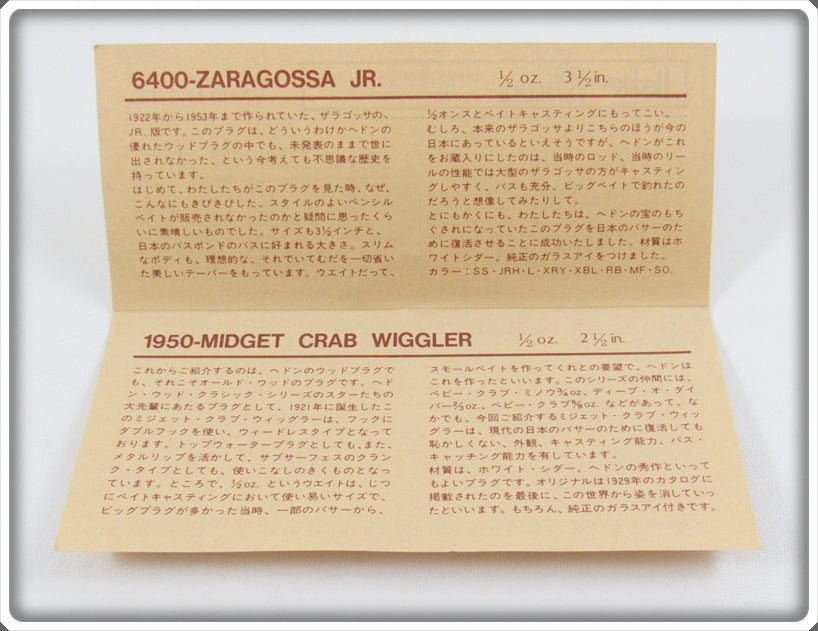 6400-ZARAGOSSA JR. ½ oz. 3 ½in.
1922年から1953年まで作られていた、ザラゴッサの、
JR. 版です。このプラグは、どういうわけかヘドンの
優れたウッドプラグの中でも、未発表のままで世に
出されなかった、という今考えても不思議な歴史を
持っています。
はじめて、わたしたちがこのプラグを見た時、なぜ、
こんなにもきびきびした、スタイルのよいペンシル
ベイトが販売されなかったのかと疑問に思ったくら
いに素晴しいものでした。サイズも3½インチと、
日本のバスポンドのバスに好まれる大きさ。スリム
なボディも、理想的な、それでいてむだを一切省い
た美しいテーパーをもっています。ウエイトだって、
½オンスとベイトキャスティングにもってこい。
むしろ、本来のザラゴッサよりこちらのほうが今の
日本にあっているといえそうですが、ヘドンがこれ
をお蔵入りにしたのは、当時のロッド、当時のリー
ルの性能では大型のザラゴッサの方がキャスティン
グしやすく、バスも充分、ビッグベイトで釣れたの
だろうと想像してみたりして。
とにもかくにも、わたしたちは、ヘドンの宝のもち
ぐされになっていたこのプラグを日本のバサーのため
に復活させることに成功いたしました。材質はホ
ワイトシダー。純正のガラスアイをつけました。
カラー：SS・JRH・L・XRY・XBL・RB・MF・SO.
1950-MIDGET CRAB WIGGLER ½ oz. 2 ½ in.
これからご紹介するのは、ヘドンのウッドプラグで
も、それこそオールド・ウッドのプラグです。ヘド
ン・ウッド・クラシック・シリーズのスターたちの
大先輩にあたるプラグとして、1921年に誕生したこ
のミジェット・クラブ・ウィッグラーは、フックに
ダブルフックを使い、ウィードレスタイプとなって
おります。トップウォータープラグとしても、また、
メタルリップを活かして、サブサーフェスのクラン
ク・タイプとしても、使いこなしのきくものとなっ
ています。ところで、½oz. というウエイトは、じつ
にベイトキャスティングにおいて使い易いサイズで、
ビッグプラグが多かった当時、一部のバサーから、
スモールベイトを作ってくれとの要望で、ヘドンは
これを作ったといいます。このシリーズの仲間には、
ベビー・クラブ・ミノウ¾oz.、ディープ・オ・ダイ
バー⅔oz.、ベビー・クラブ⅝oz. などがあって、な
かでも、今回ご紹介するミジェット・クラブ・ウィッ
グラーは、現代の日本のバサーのために復活しても
恥かしくない、外観、キャスティング能力、バス・
キャッチング能力を有しています。
材質は、ホワイト・シダー。ヘドンの秀作といって
もよいプラグです。オリジナルは1929年のカタログに
掲載されたのを最後に、この世界から姿を消していっ
たといいます。もちろん、純正のガラスアイ付きです。